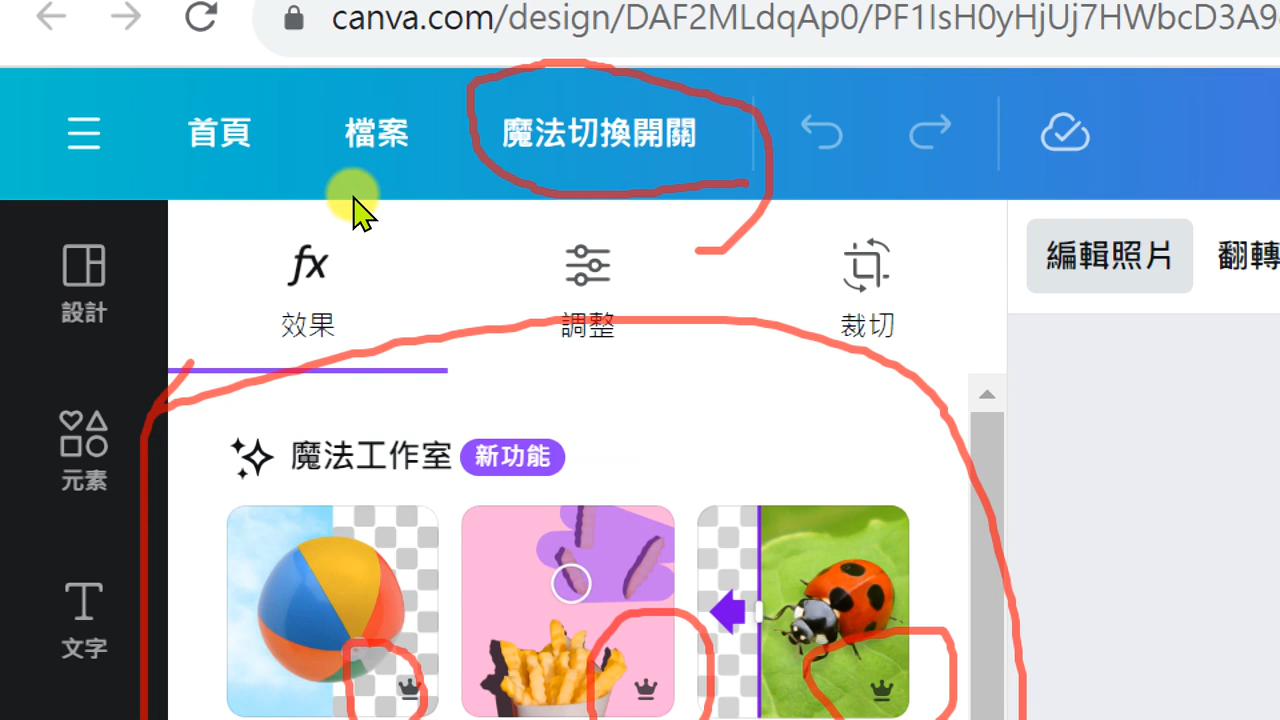 canva.com/design/DAF2MLdqAp0/PF1IsH0yHjUj7HWbcD3A9
首頁 檔案 魔法切換開關
設計
元素
文字
fx
效果 調整 裁切
編輯照片 翻轉
魔法工作室 新功能